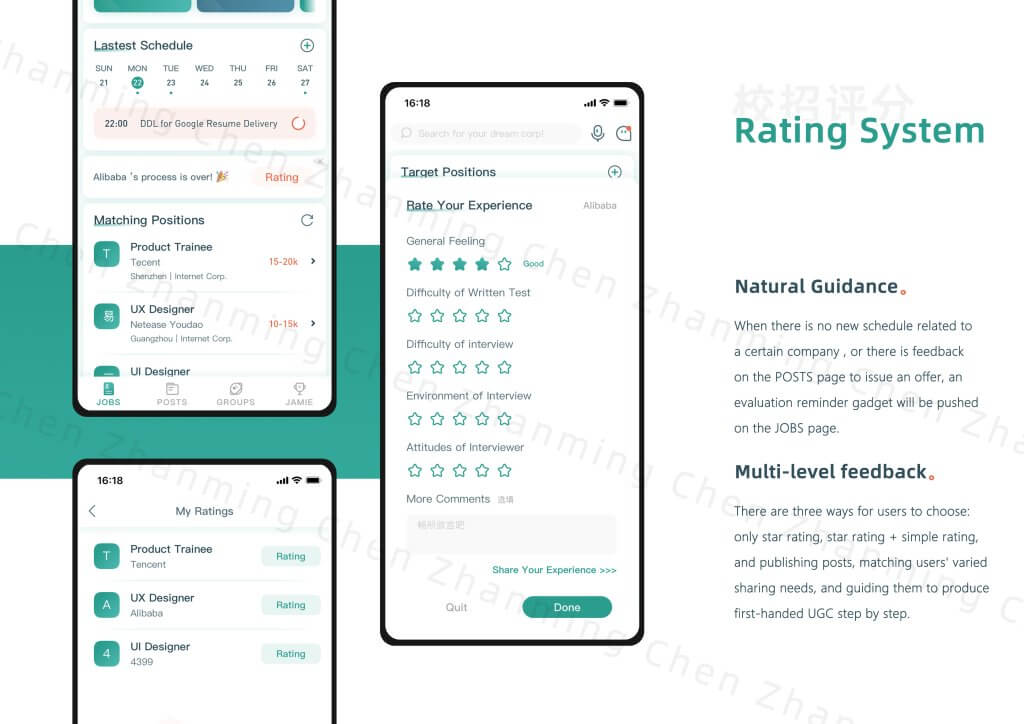 Lastest Schedule
SUN MON TUE WED THU FRI SAT
21 22 23 24 25 26 27
22:00 DDL for Google Resume Delivery
Alibaba 's process is over! 🎉 Rating
Matching Positions
T Product Trainee
Tecent 15-20k
Shenzhen | Internet Corp.
易 UX Designer
Netease Youdao 10-15k
Guangzhou | Internet Corp.
UI Designer
JOBS POSTS GROUPS JAMIE
16:18
My Ratings
T Product Trainee
Tencent
Rating
A UX Designer
Alibaba
Rating
4 UI Designer
4399
Rating
16:18
Search for your dream corp!
Target Positions
Rate Your Experience Alibaba
General Feeling
Good
Difficulty of Written Test
Difficulty of interview
Environment of Interview
Attitudes of Interviewer
More Comments 选填
畅所欲言吧
Share Your Experience >>>
Quit Done
校招评分
Rating System
Natural Guidance。
When there is no new schedule related to
a certain company , or there is feedback
on the POSTS page to issue an offer, an
evaluation reminder gadget will be pushed
on the JOBS page.
Multi-level feedback。
There are three ways for users to choose:
only star rating, star rating + simple rating,
and publishing posts, matching users' varied
sharing needs, and guiding them to produce
first-handed UGC step by step.
Zhanming Chen Zhanming Chen Zhanming Chen Zhanming Chen